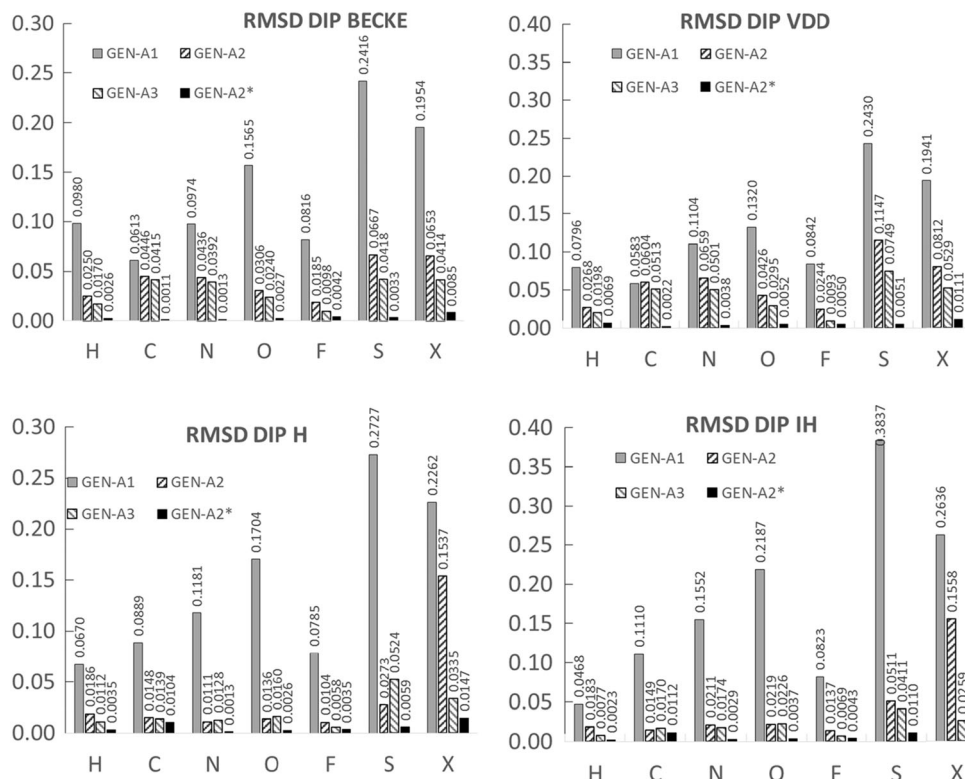 RMSD DIP BECKE
0.30
0.25
0.20
0.15
0.10
0.05
0.00
GEN-A1 GEN-A2
GEN-A3 GEN-A2*
0.0980 0.0250 0.0170 0.0026
0.0613 0.0446 0.0415 0.0011
0.0974 0.0436 0.0392 0.0013
0.1565 0.0306 0.0240 0.0027
0.0816 0.0185 0.0098 0.0042
0.2416 0.0667 0.0418 0.0033
0.1954 0.0653 0.0414 0.0085
H C N O F S X
RMSD DIP VDD
0.40
0.35
0.30
0.25
0.20
0.15
0.10
0.05
0.00
GEN-A1 GEN-A2
GEN-A3 GEN-A2*
0.0796 0.0268 0.0198 0.0069
0.0583 0.0604 0.0513 0.0022
0.1104 0.0659 0.0501 0.0038
0.1320 0.0426 0.0295 0.0052
0.0842 0.0244 0.0093 0.0050
0.2430 0.1147 0.0749 0.0051
0.1941 0.0812 0.0529 0.0111
H C N O F S X
RMSD DIP H
0.30
0.25
0.20
0.15
0.10
0.05
0.00
GEN-A1 GEN-A2
GEN-A3 GEN-A2*
0.0670 0.0186 0.0112 0.0035
0.0889 0.0148 0.0139 0.0104
0.1181 0.0111 0.0128 0.0013
0.1704 0.0136 0.0160 0.0026
0.0785 0.0104 0.0058 0.0035
0.2727 0.0273 0.0524 0.0059
0.2262 0.1537 0.0335 0.0147
H C N O F S X
RMSD DIP IH
0.40
0.35
0.30
0.25
0.20
0.15
0.10
0.05
0.00
GEN-A1 GEN-A2
GEN-A3 GEN-A2*
0.0468 0.0183 0.0077 0.0023
0.1110 0.0149 0.0170 0.0112
0.1552 0.0211 0.0174 0.0029
0.2187 0.0219 0.0226 0.0037
0.0823 0.0137 0.0069 0.0043
0.3837 0.0511 0.0411 0.0110
0.2636 0.1558 0.0259
H C N O F S X